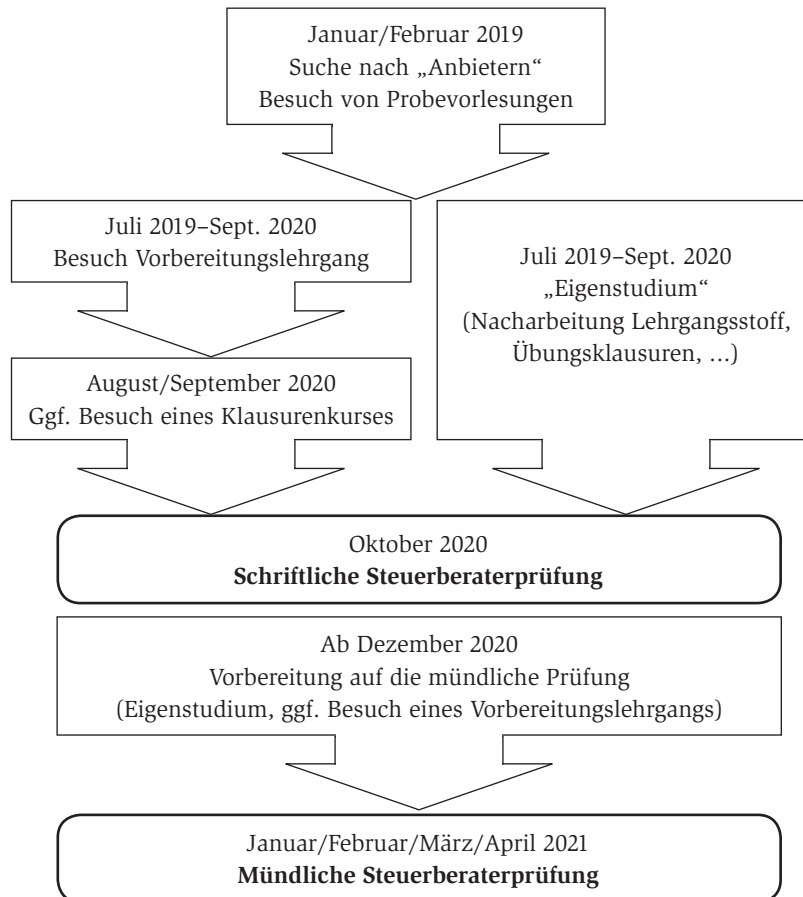 Januar/Februar 2019
Suche nach „Anbietern“
Besuch von Probevorlesungen
Juli 2019–Sept. 2020
Besuch Vorbereitungslehrgang
August/September 2020
Ggf. Besuch eines Klausurenkurses
Juli 2019–Sept. 2020
„Eigenstudium“
(Nacharbeitung Lehrgangsstoff,
Übungsklausuren, …)
Oktober 2020
Schriftliche Steuerberaterprüfung
Ab Dezember 2020
Vorbereitung auf die mündliche Prüfung
(Eigenstudium, ggf. Besuch eines Vorbereitungslehrgangs)
Januar/Februar/März/April 2021
Mündliche Steuerberaterprüfung